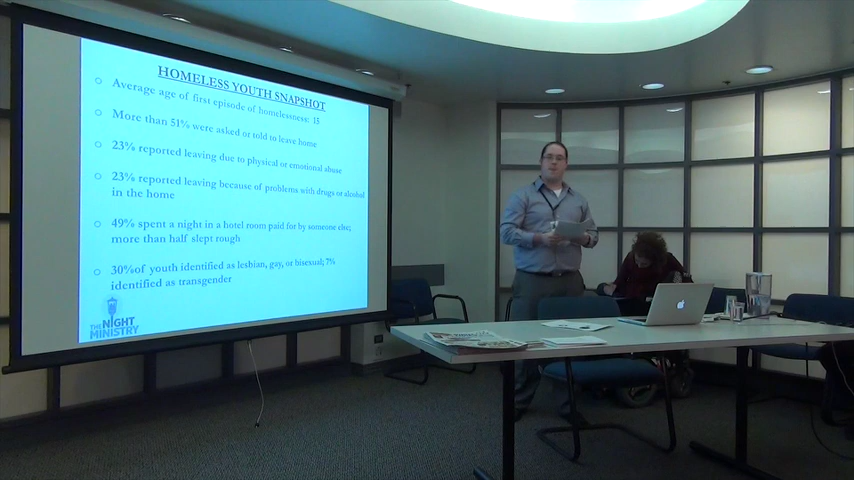 HOMELESS YOUTH SNAPSHOT
Average age of first episode of homelessness: 15
More than 51% were asked or told to leave home
23% reported leaving due to physical or emotional abuse
23% reported leaving because of problems with drugs or alcohol
in the home
49% spent a night in a hotel room paid for by someone else;
more than half slept rough
30%of youth identified as lesbian, gay, or bisexual; 7%
identified as transgender
THE NIGHT
MINISTRY